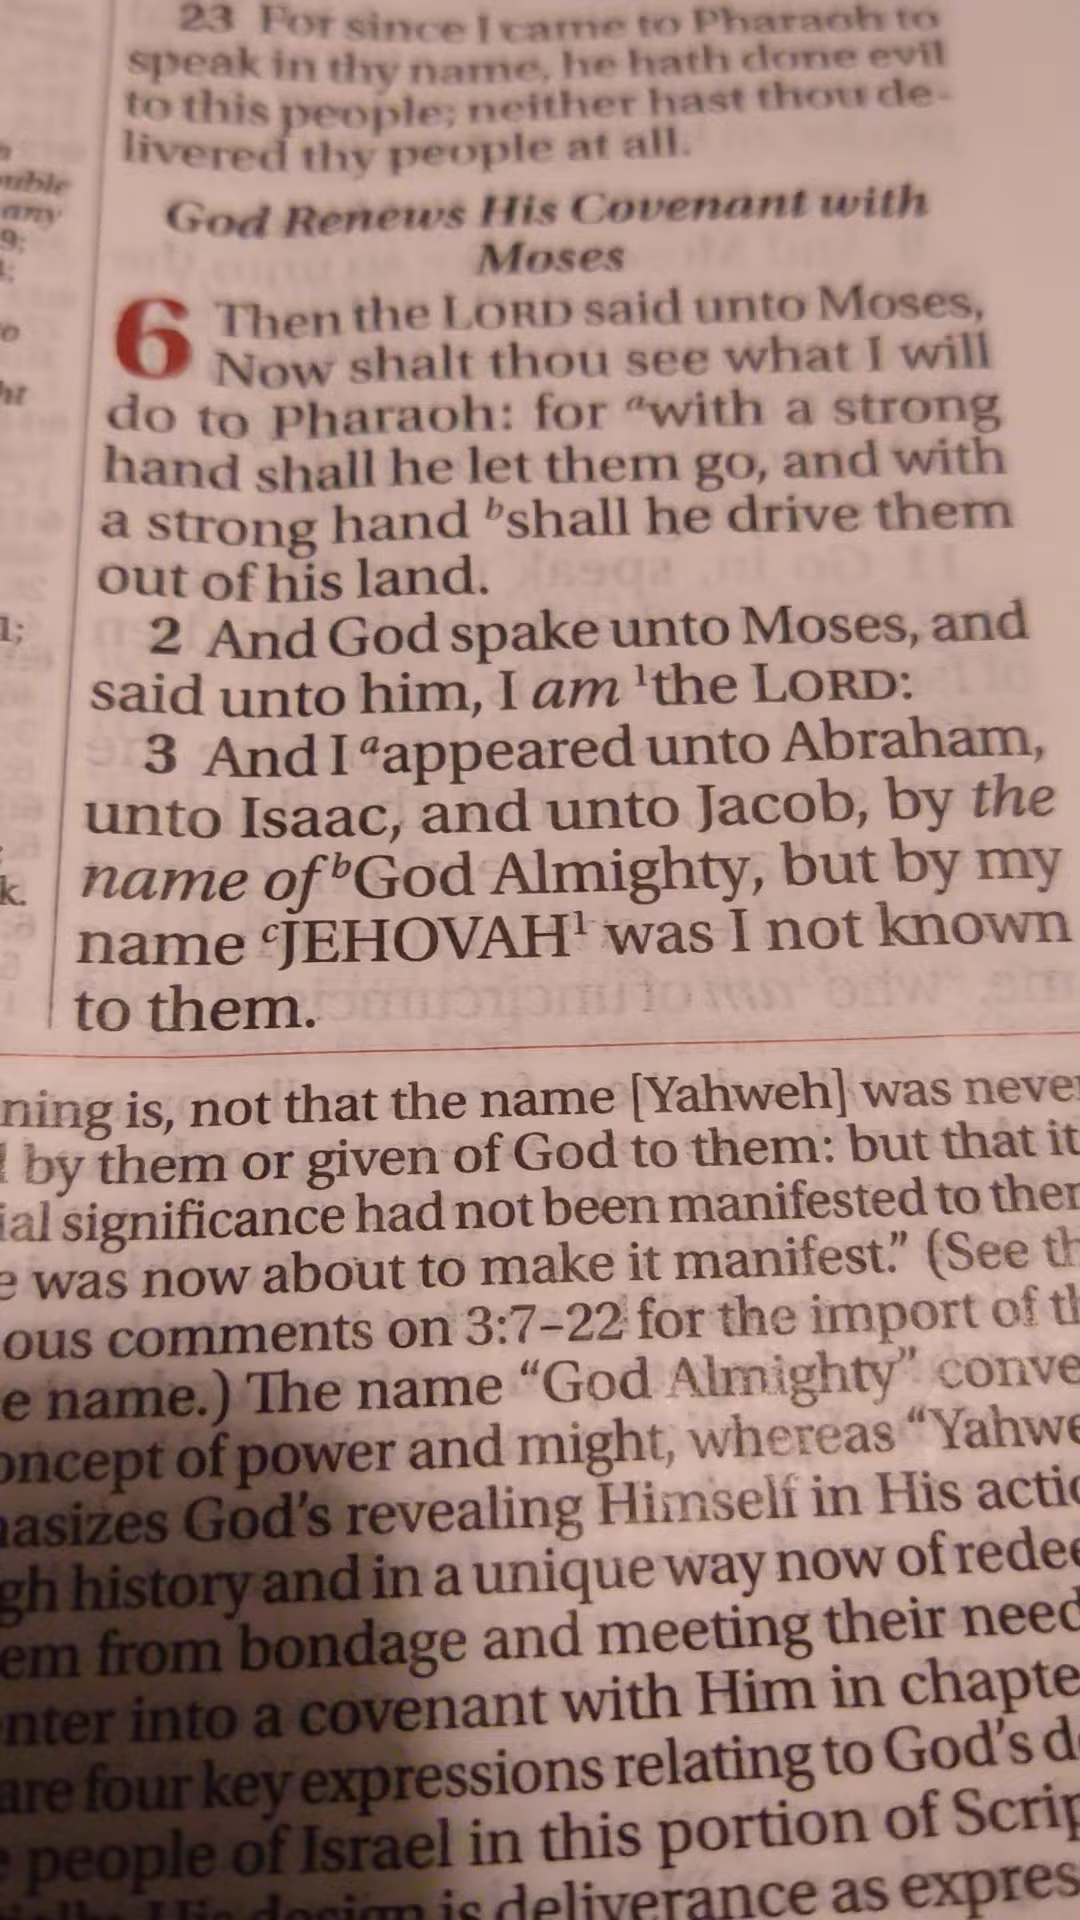 23 For since I came to Pharaoh to
speak in thy name, he hath done evil
to this people; neither hast thou de-
livered thy people at all.
any
9;
God Renews His Covenant with
Moses
6 Then the LORD said unto Moses,
Now shalt thou see what I will
do to Pharaoh: for ᵃwith a strong
hand shall he let them go, and with
a strong hand ᵇshall he drive them
out of his land.
2 And God spake unto Moses, and
said unto him, I am ¹the LORD:
3 And I ᵃappeared unto Abraham,
unto Isaac, and unto Jacob, by the
name of ᵇGod Almighty, but by my
name ᶜJEHOVAH¹ was I not known
to them.
1;
k.
ning is, not that the name [Yahweh] was never
by them or given of God to them: but that it
ial significance had not been manifested to ther
e was now about to make it manifest.” (See th
ous comments on 3:7–22 for the import of th
e name.) The name “God Almighty” conve
oncept of power and might, whereas “Yahwe
asizes God's revealing Himself in His actio
gh history and in a unique way now of redee
em from bondage and meeting their need
nter into a covenant with Him in chapte
are four key expressions relating to God's d
people of Israel in this portion of Scrip
His design is deliverance as expres